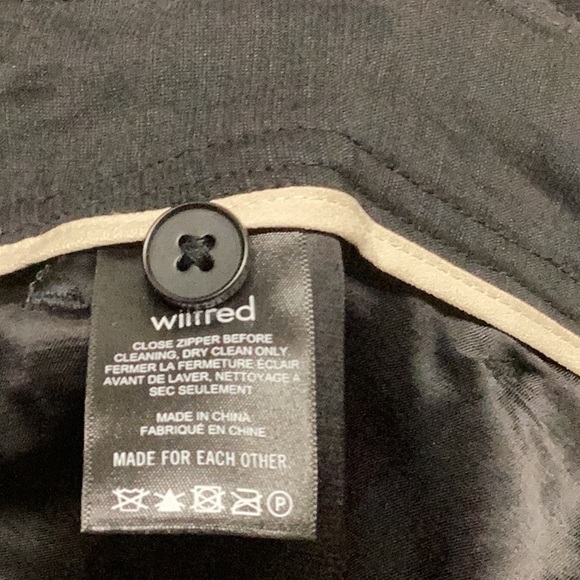 wilfred
CLOSE ZIPPER BEFORE
CLEANING, DRY CLEAN ONLY.
FERMER LA FERMETURE ÉCLAIR
AVANT DE LAVER, NETTOYAGE A
SEC SEULEMENT
MADE IN CHINA
FABRIQUÉ EN CHINE
MADE FOR EACH OTHER.
P